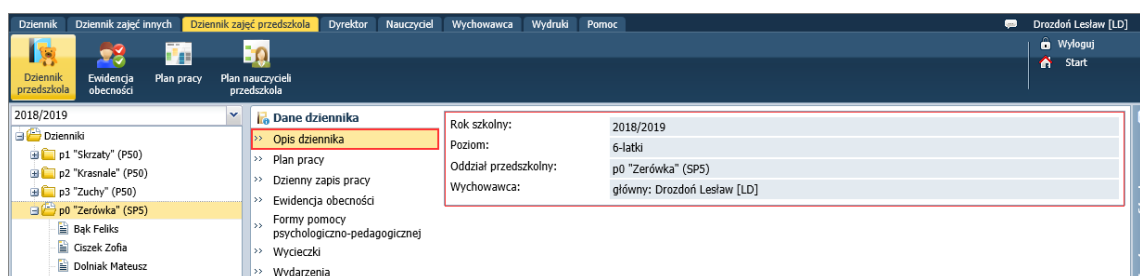 Dziennik Dziennik zajęć innych Dziennik zajęć przedszkola Dyrektor Nauczyciel Wychowawca Wydruki Pomoc Drozdoń Lesław [LD]
Dziennik przedszkola
Ewidencja obecności
Plan pracy
Plan nauczycieli przedszkola
Wyloguj
Start
2018/2019
Dzienniki
p1 "Skrzaty" (P50)
p2 "Krasnale" (P50)
p3 "Zuchy" (P50)
p0 "Zerówka" (SP5)
Bąk Feliks
Ciszek Zofia
Dolniak Mateusz
Dane dziennika
Opis dziennika
Plan pracy
Dzienny zapis pracy
Ewidencja obecności
Formy pomocy
psychologiczno-pedagogicznej
Wycieczki
Wydarzenia
Rok szkolny: 2018/2019
Poziom: 6-latki
Oddział przedszkolny: p0 "Zerówka" (SP5)
Wychowawca: główny: Drozdoń Lesław [LD]